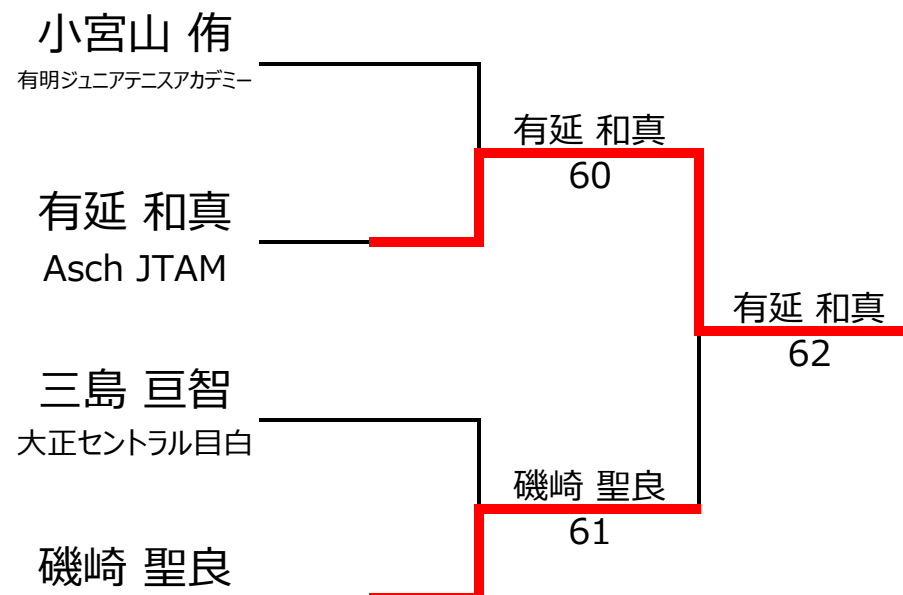 小宮山 侑
有明ジュニアテニスアカデミー
有延 和真
60
有延 和真
Asch JTAM
有延 和真
62
三島 亘智
大正セントラル目白
磯崎 聖良
61
磯崎 聖良